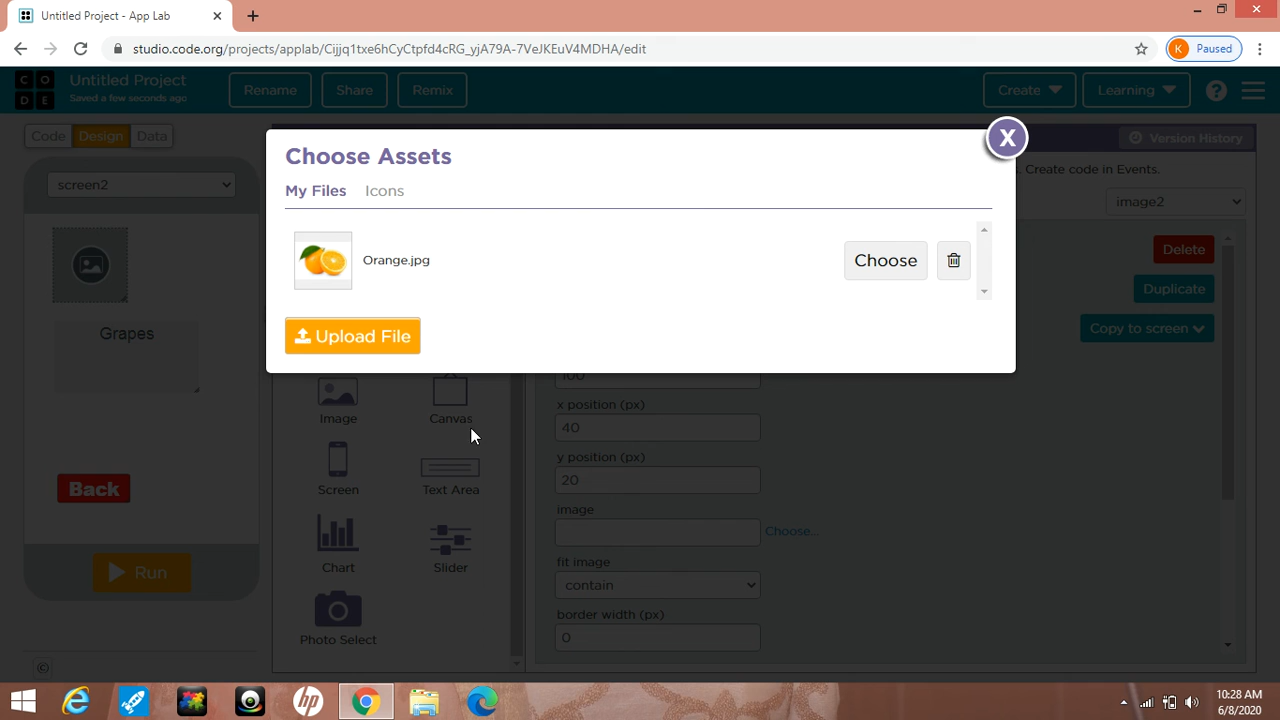 Untitled Project - App Lab
studio.code.org/projects/applab/Cijjq1txe6hCyCtpfd4cRG_yjA79A-7VeJKEuV4MDHA/edit
K Paused
C O
D E
Untitled Project
Saved a few seconds ago
Rename
Share
Remix
Create
Learning
?
Code
Design
Data
Version History
Choose Assets
X
My Files
Icons
. Create code in Events.
screen2
image2
Orange.jpg
Choose
Delete
Duplicate
Upload File
Copy to screen
Grapes
100
Image
Canvas
x position (px)
40
y position (px)
20
Screen
Text Area
Back
image
Choose...
Chart
Slider
fit image
contain
Run
border width (px)
0
Photo Select
©
hp
10:28 AM
6/8/2020